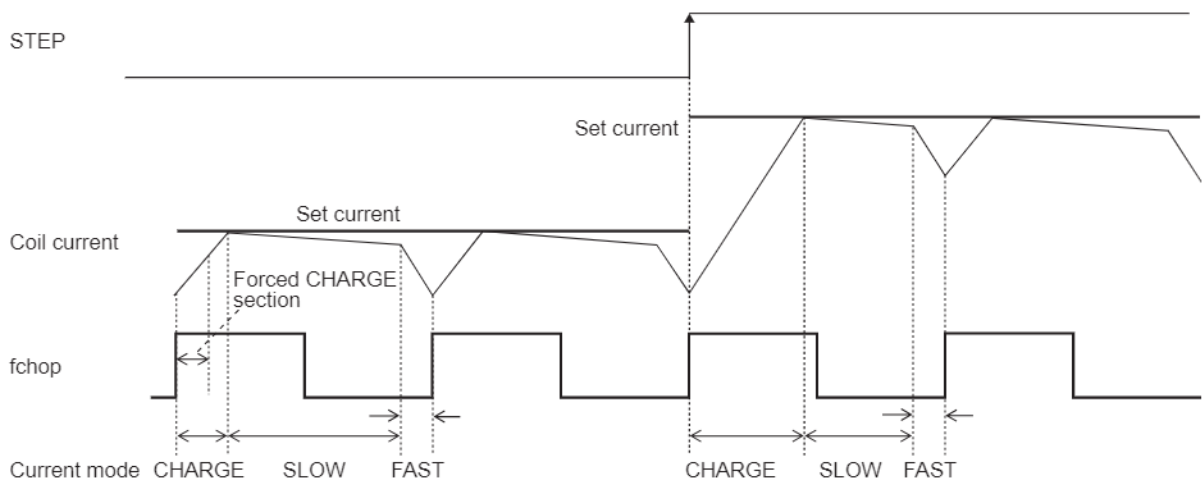 STEP
Set current
Set current
Coil current
Forced CHARGE
section
fchop
Current mode CHARGE SLOW FAST CHARGE SLOW FAST